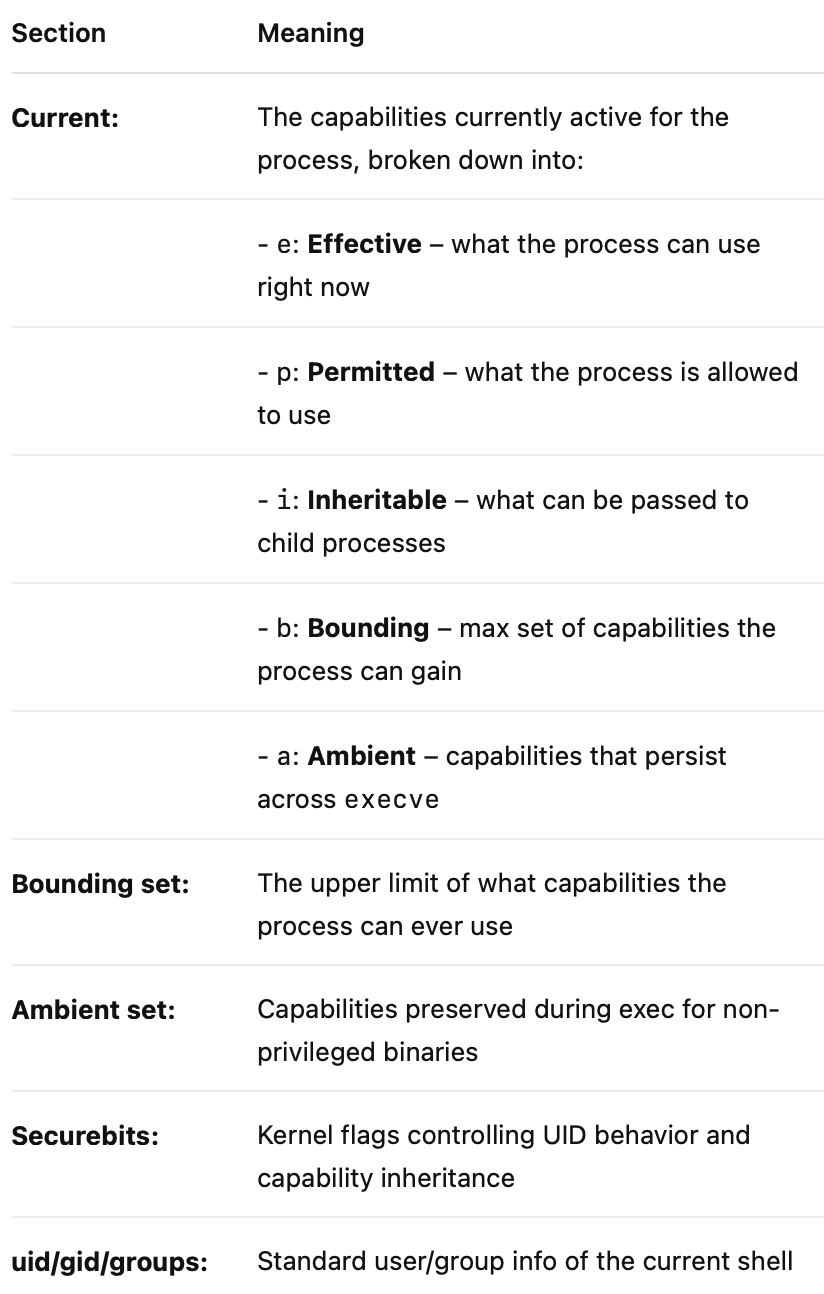 Section Meaning
Current: The capabilities currently active for the
process, broken down into:
- e: Effective – what the process can use
right now
- p: Permitted – what the process is allowed
to use
- i: Inheritable – what can be passed to
child processes
- b: Bounding – max set of capabilities the
process can gain
- a: Ambient – capabilities that persist
across execve
Bounding set: The upper limit of what capabilities the
process can ever use
Ambient set: Capabilities preserved during exec for non-
privileged binaries
Securebits: Kernel flags controlling UID behavior and
capability inheritance
uid/gid/groups: Standard user/group info of the current shell